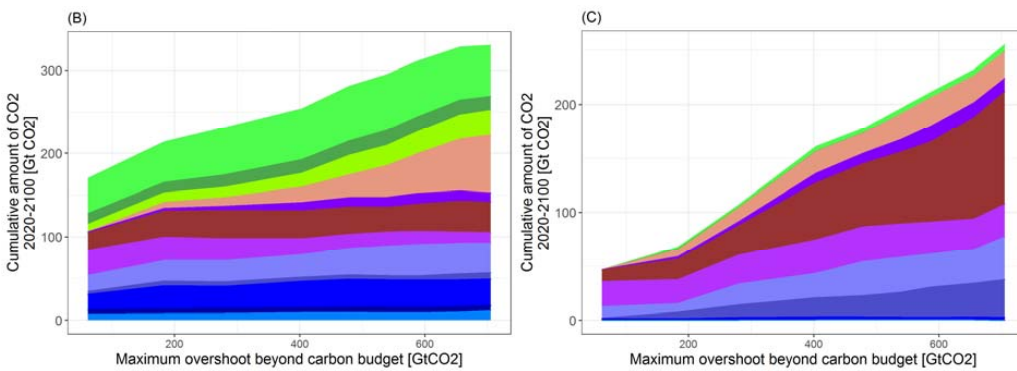 (B)
Cumulative amount of CO2
2020-2100 [Gt CO2]
300
200
100
0
200
400
600
Maximum overshoot beyond carbon budget [GtCO2]
(C)
Cumulative amount of CO2
2020-2100 [Gt CO2]
200
100
0
200
400
600
Maximum overshoot beyond carbon budget [GtCO2]